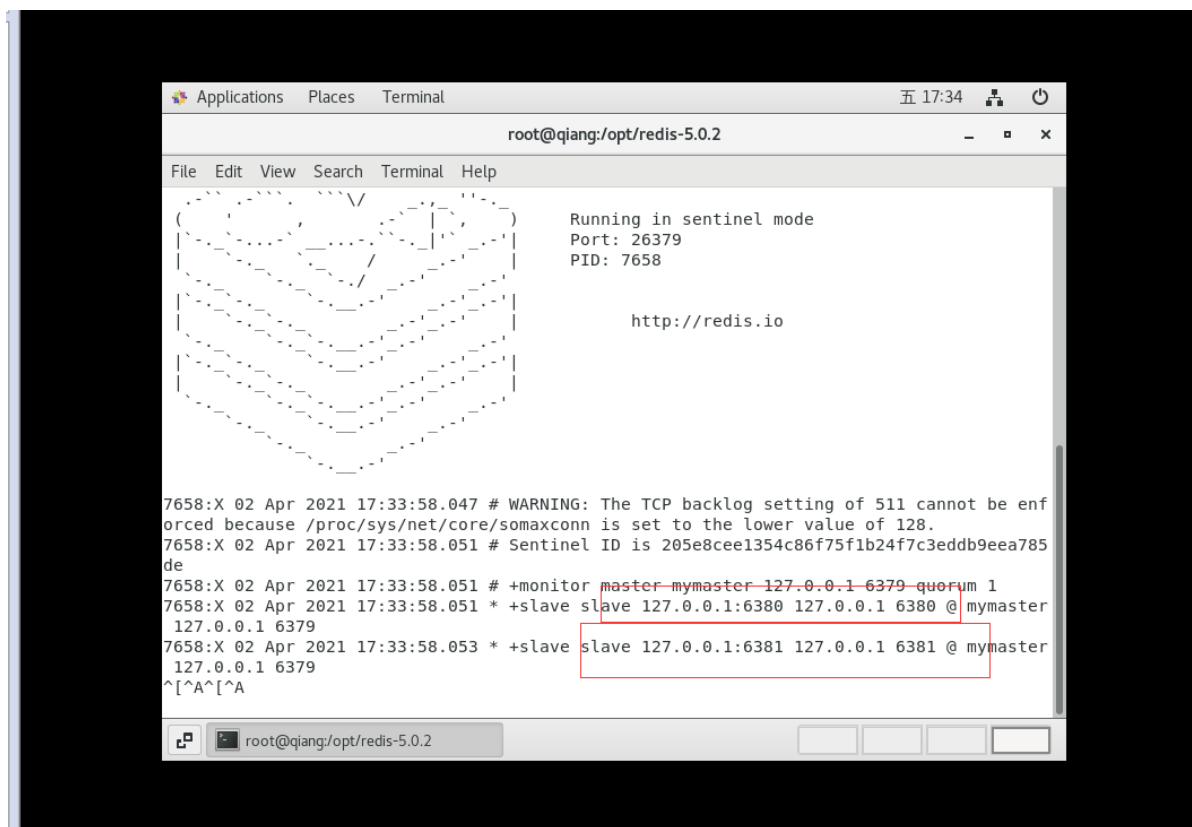 Applications Places Terminal 五 17:34
root@qiang:/opt/redis-5.0.2
File Edit View Search Terminal Help
Running in sentinel mode
Port: 26379
PID: 7658
http://redis.io
7658:X 02 Apr 2021 17:33:58.047 # WARNING: The TCP backlog setting of 511 cannot be enf
orced because /proc/sys/net/core/somaxconn is set to the lower value of 128.
7658:X 02 Apr 2021 17:33:58.051 # Sentinel ID is 205e8cee1354c86f75f1b24f7c3eddb9eea785
de
7658:X 02 Apr 2021 17:33:58.051 # +monitor master mymaster 127.0.0.1 6379 quorum 1
7658:X 02 Apr 2021 17:33:58.051 * +slave slave 127.0.0.1:6380 127.0.0.1 6380 @ mymaster
127.0.0.1 6379
7658:X 02 Apr 2021 17:33:58.053 * +slave slave 127.0.0.1:6381 127.0.0.1 6381 @ mymaster
127.0.0.1 6379
^[^A^[^A
root@qiang:/opt/redis-5.0.2